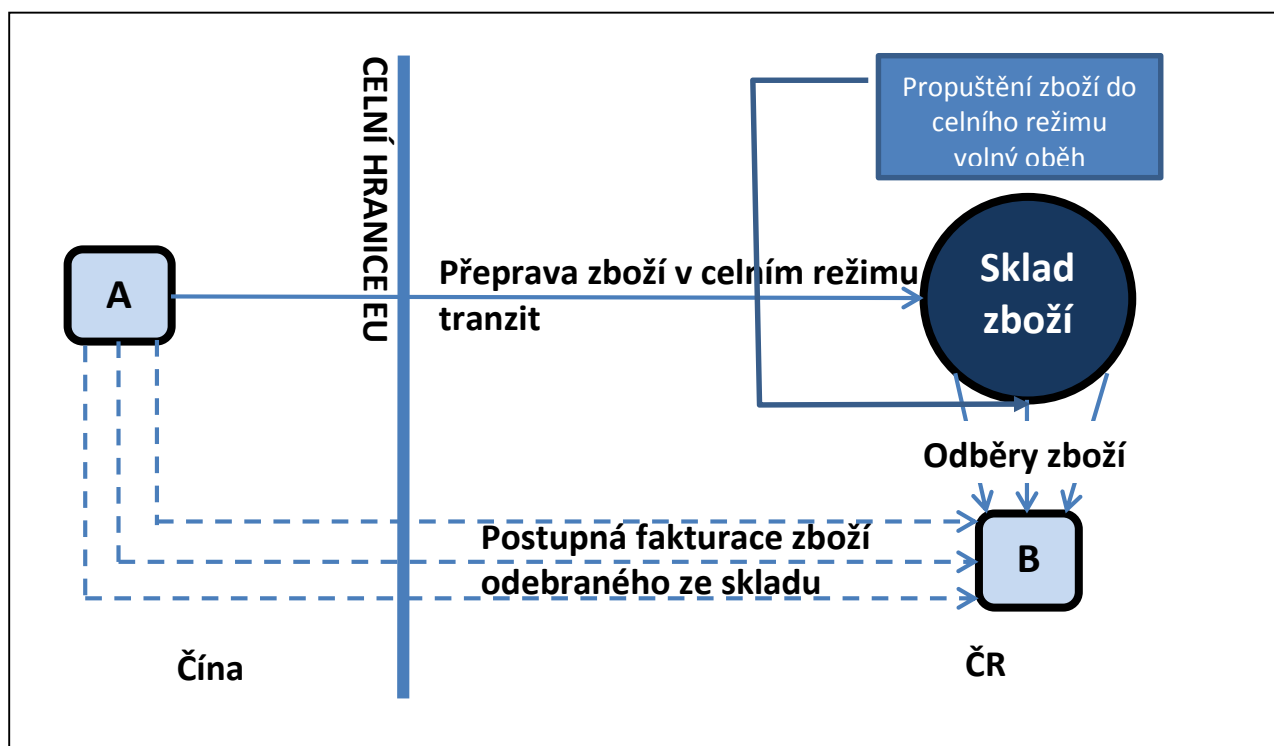 Propuštění zboží do
celního režimu
volný oběh
CELNÍ HRANICE EU
A
Přeprava zboží v celním režimu
tranzit
Sklad
zboží
Odběry zboží
Postupná fakturace zboží
odebraného ze skladu
B
Čína
ČR